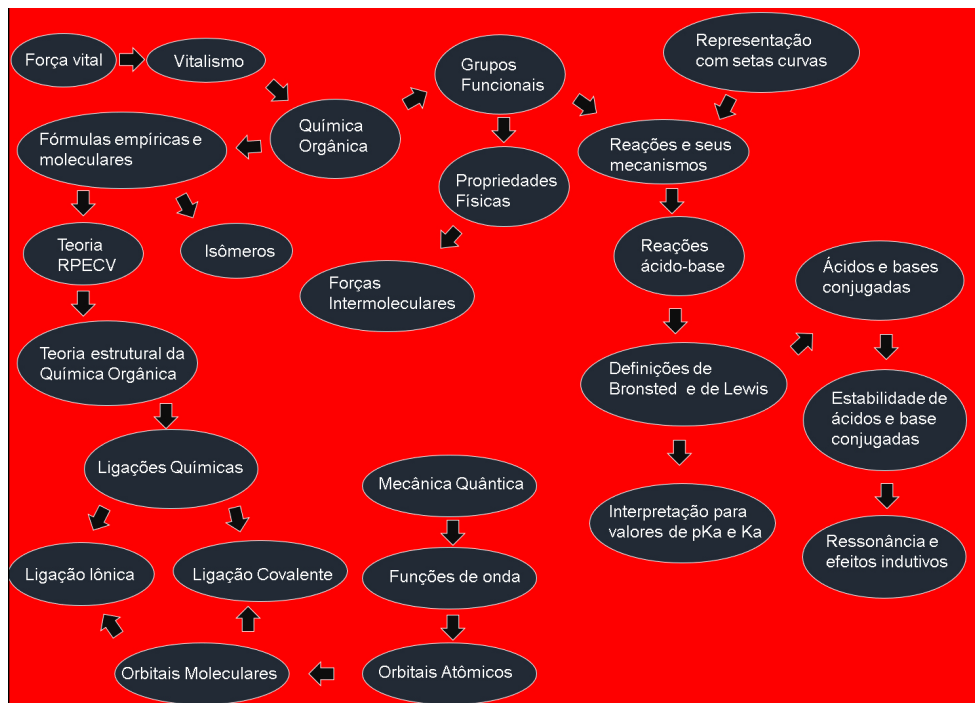 Força vital
Vitalismo
Química
Orgânica
Grupos
Funcionais
Representação
com setas curvas
Fórmulas empíricas e
moleculares
Reações e seus
mecanismos
Propriedades
Físicas
Teoria
RPECV
Isômeros
Forças
Intermoleculares
Reações
ácido-base
Ácidos e bases
conjugadas
Teoria estrutural da
Química Orgânica
Definições de
Bronsted e de Lewis
Estabilidade de
ácidos e base
conjugadas
Ligações Químicas
Mecânica Quântica
Interpretação para
valores de pKa e Ka
Ressonância e
efeitos indutivos
Ligação Iônica
Ligação Covalente
Funções de onda
Orbitais Moleculares
Orbitais Atômicos